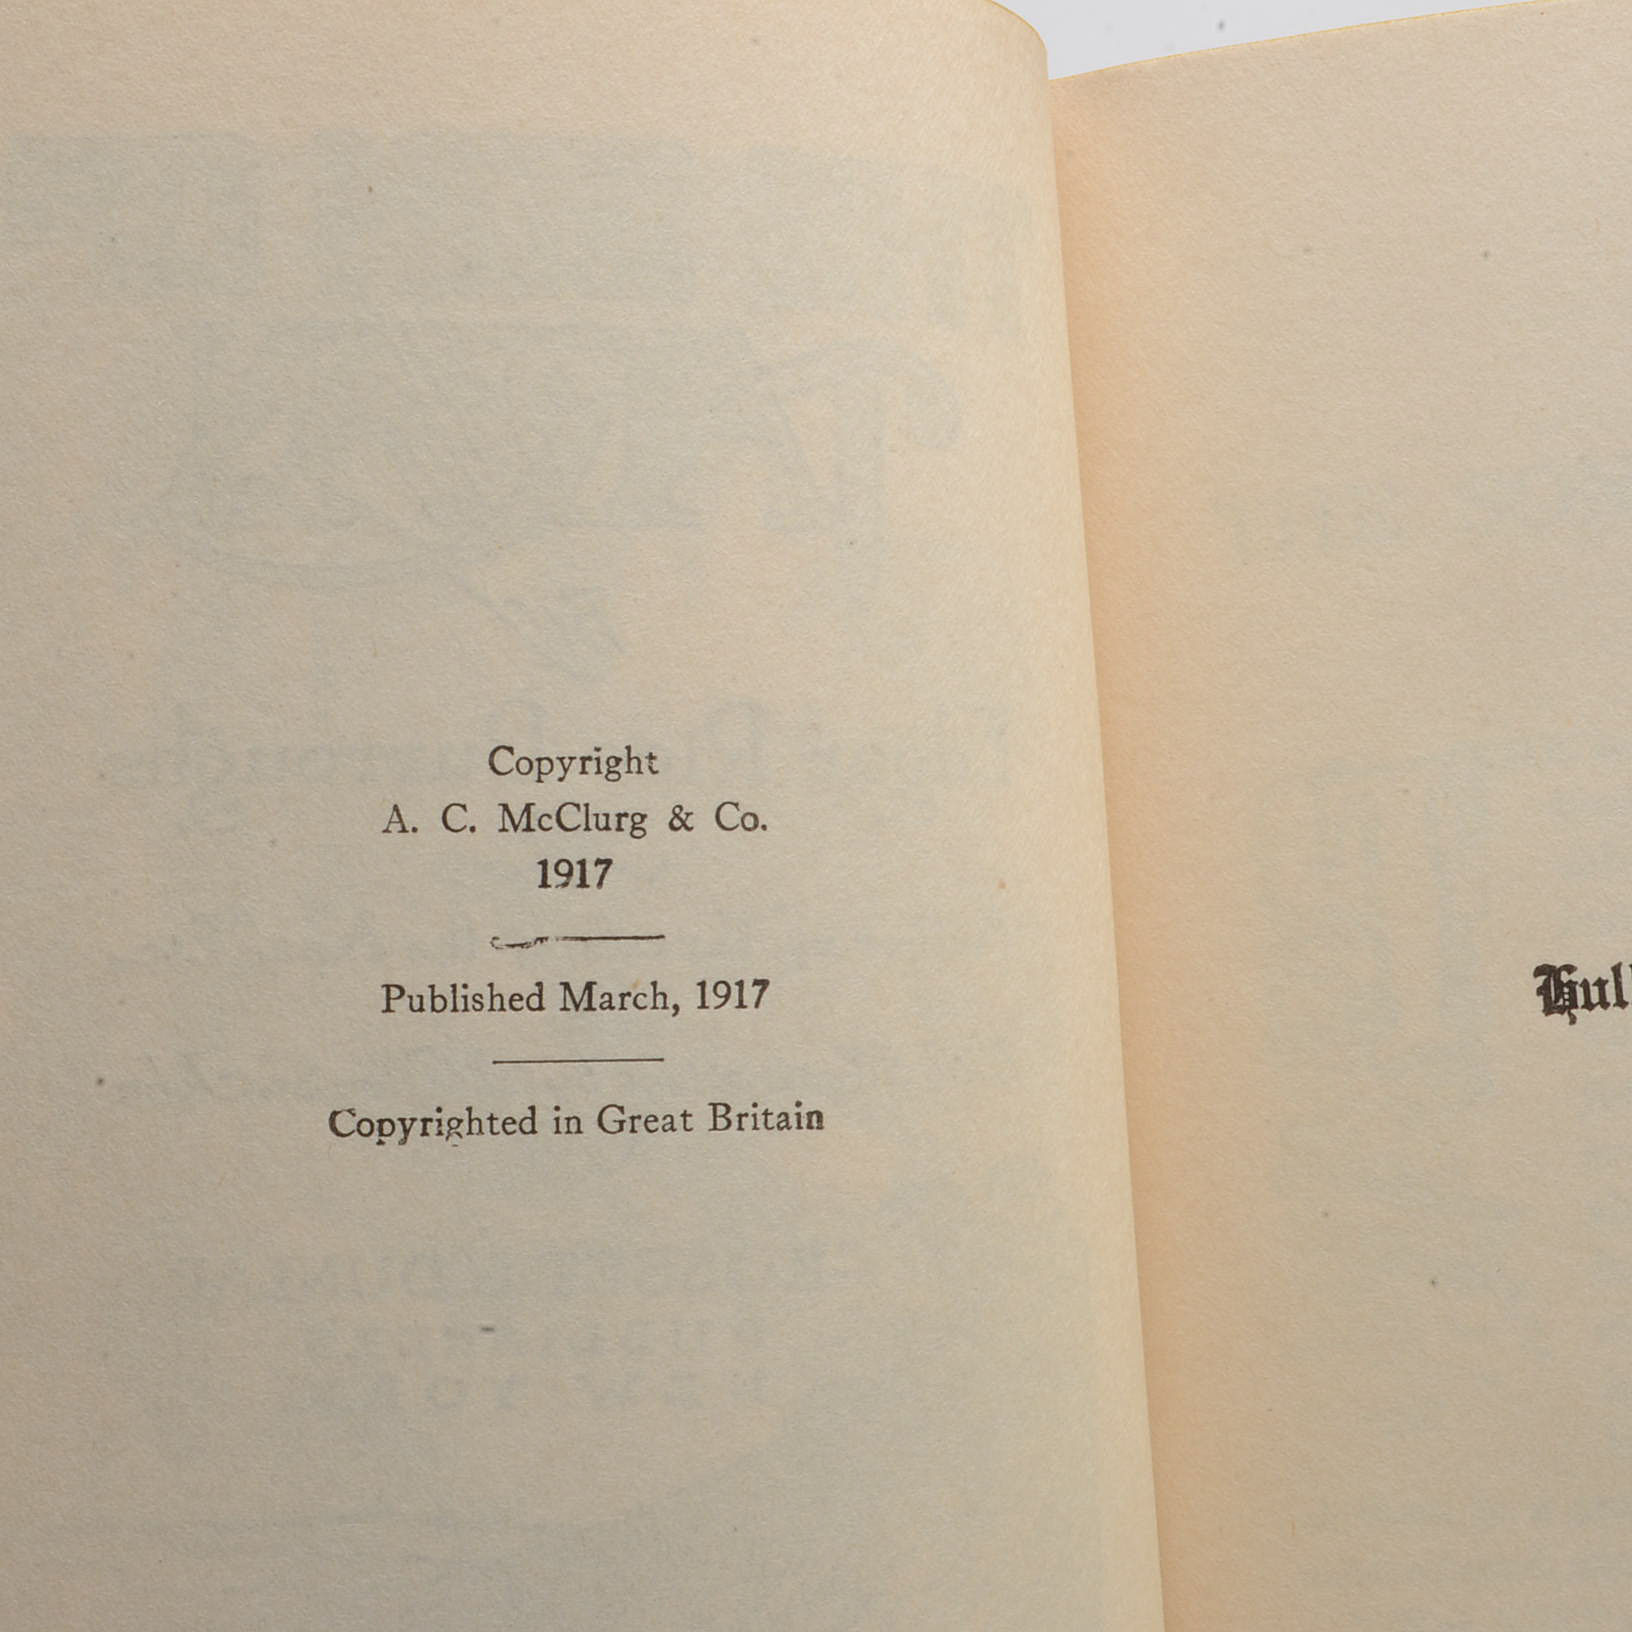 Copyright
A. C. McClurg & Co.
1917
Published March, 1917
Copyrighted in Great Britain